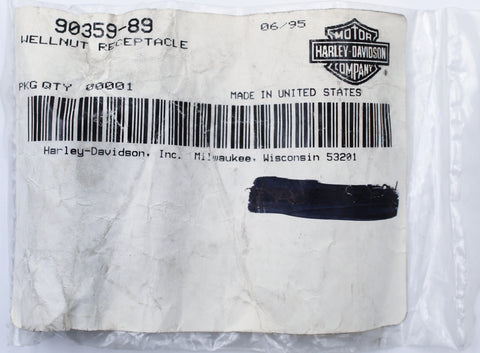 90359-89
06/95
WELLNUT RECEPTACLE
MOTOR
HARLEY-DAVIDSON
COMPANY
®
PKG QTY 00001
MADE IN UNITED STATES
Harley-Davidson, Inc. Milwaukee, Wisconsin 53201